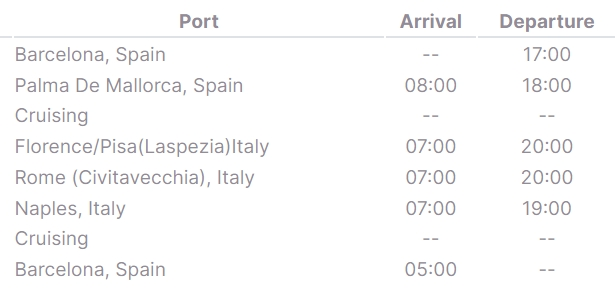 Port Arrival Departure
Barcelona, Spain -- 17:00
Palma De Mallorca, Spain 08:00 18:00
Cruising -- --
Florence/Pisa(Laspezia)Italy 07:00 20:00
Rome (Civitavecchia), Italy 07:00 20:00
Naples, Italy 07:00 19:00
Cruising -- --
Barcelona, Spain 05:00 --